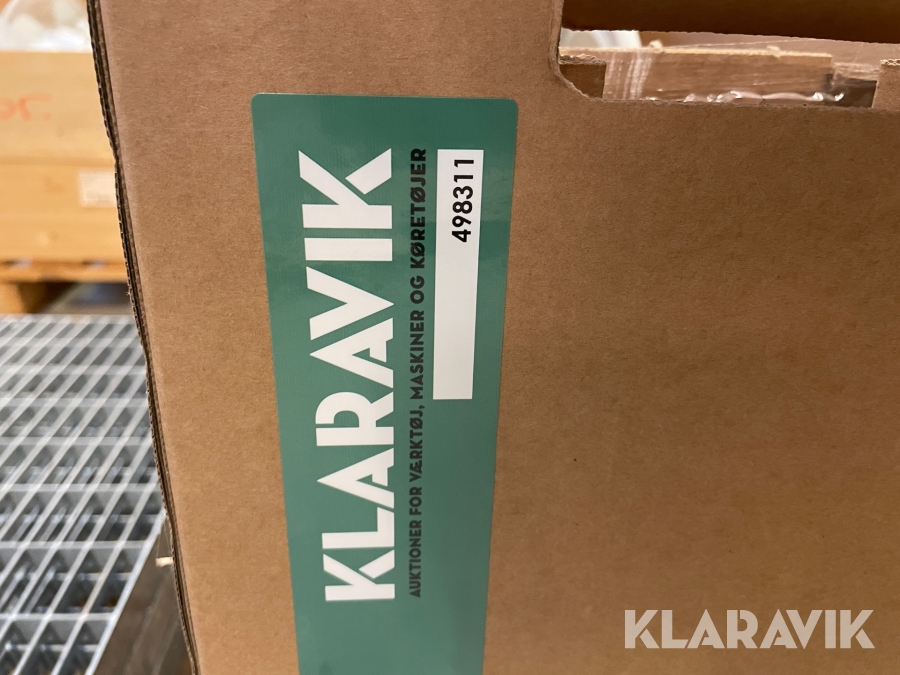 KLARAVIK
AUKTIONER FOR VÆRKTØJ, MASKINER OG KØRETØJER
498311
KLARAVIK